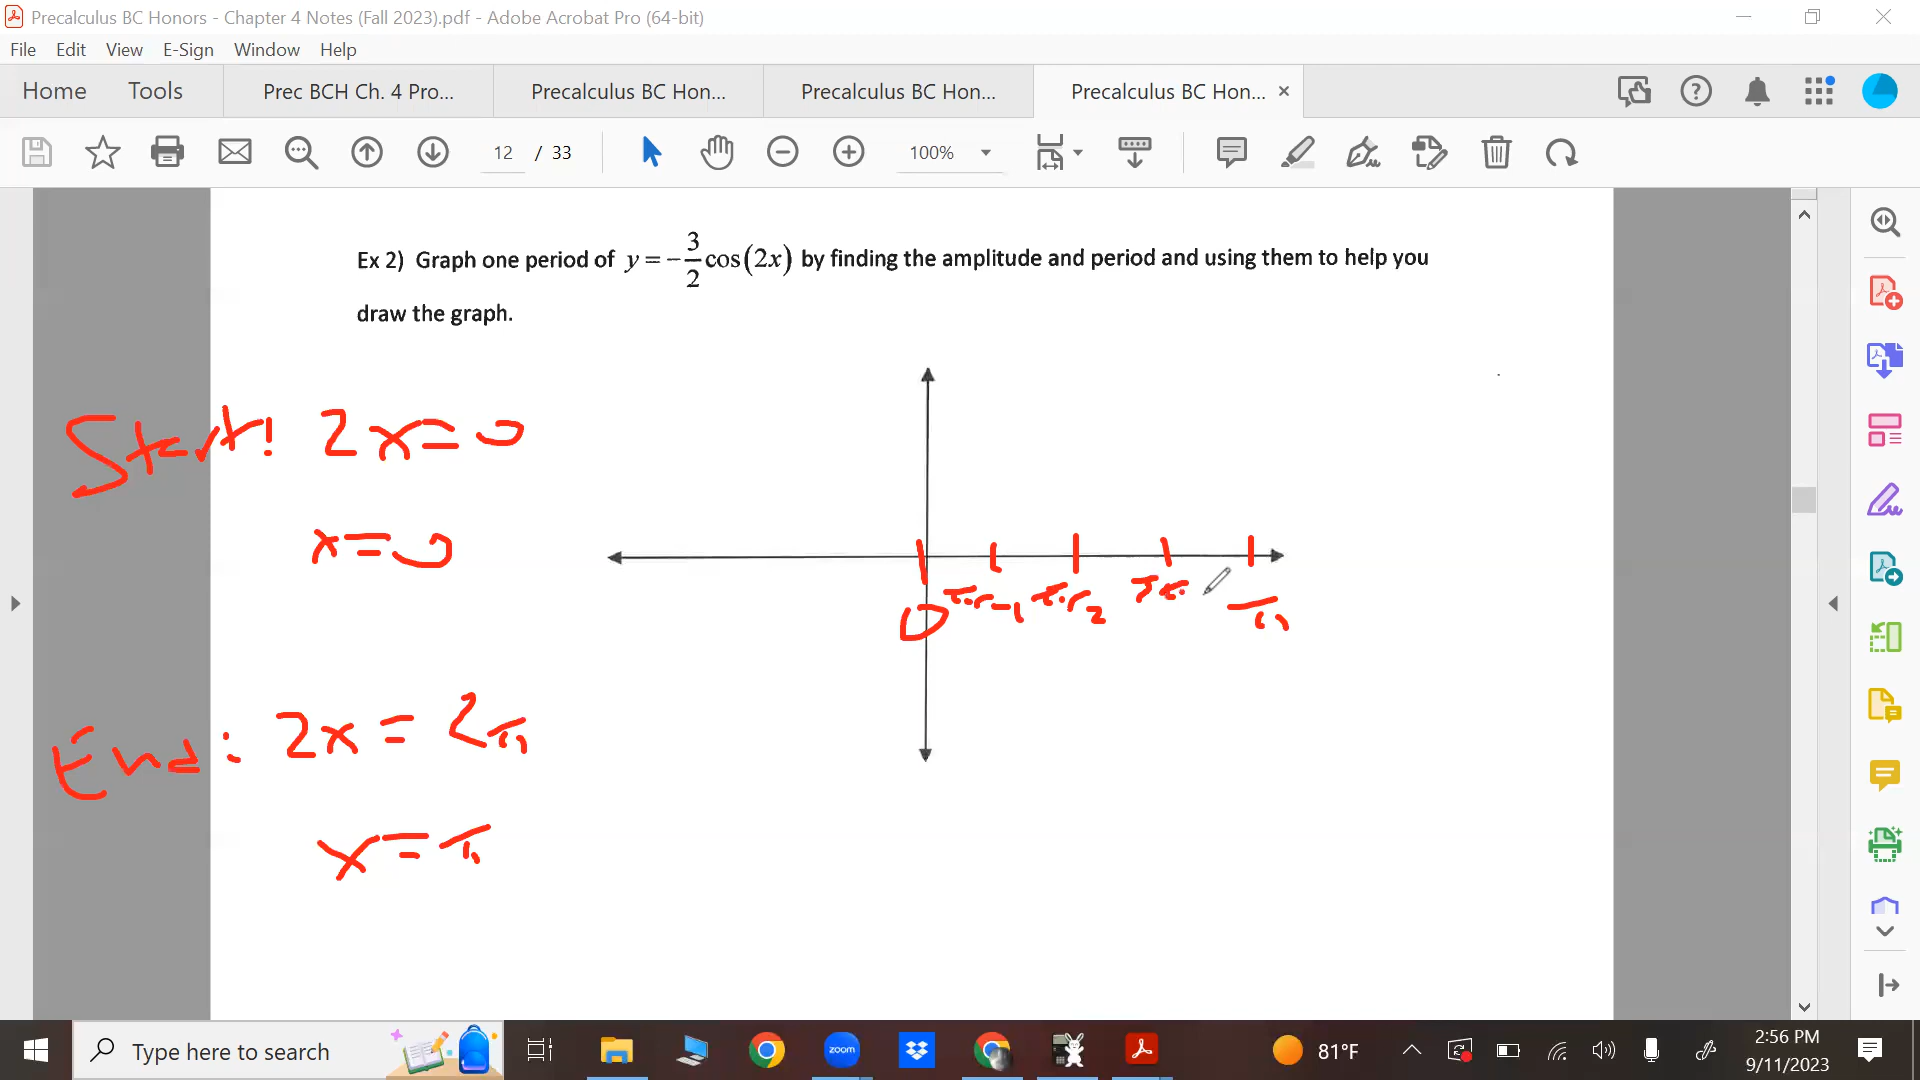 Precalculus BC Honors - Chapter 4 Notes (Fall 2023).pdf - Adobe Acrobat Pro (64-bit)
File Edit View E-Sign Window Help
Home Tools Prec BCH Ch. 4 Pro... Precalculus BC Hon... Precalculus BC Hon... Precalculus BC Hon... ×
12 / 33 100%
Ex 2) Graph one period of y = -3/2 cos(2x) by finding the amplitude and period and using them to help you
draw the graph.
Start! 2x=0
x=0
0 π/2 π
End: 2x = 2π
x=π
Type here to search
zoom
81°F
2:56 PM
9/11/2023